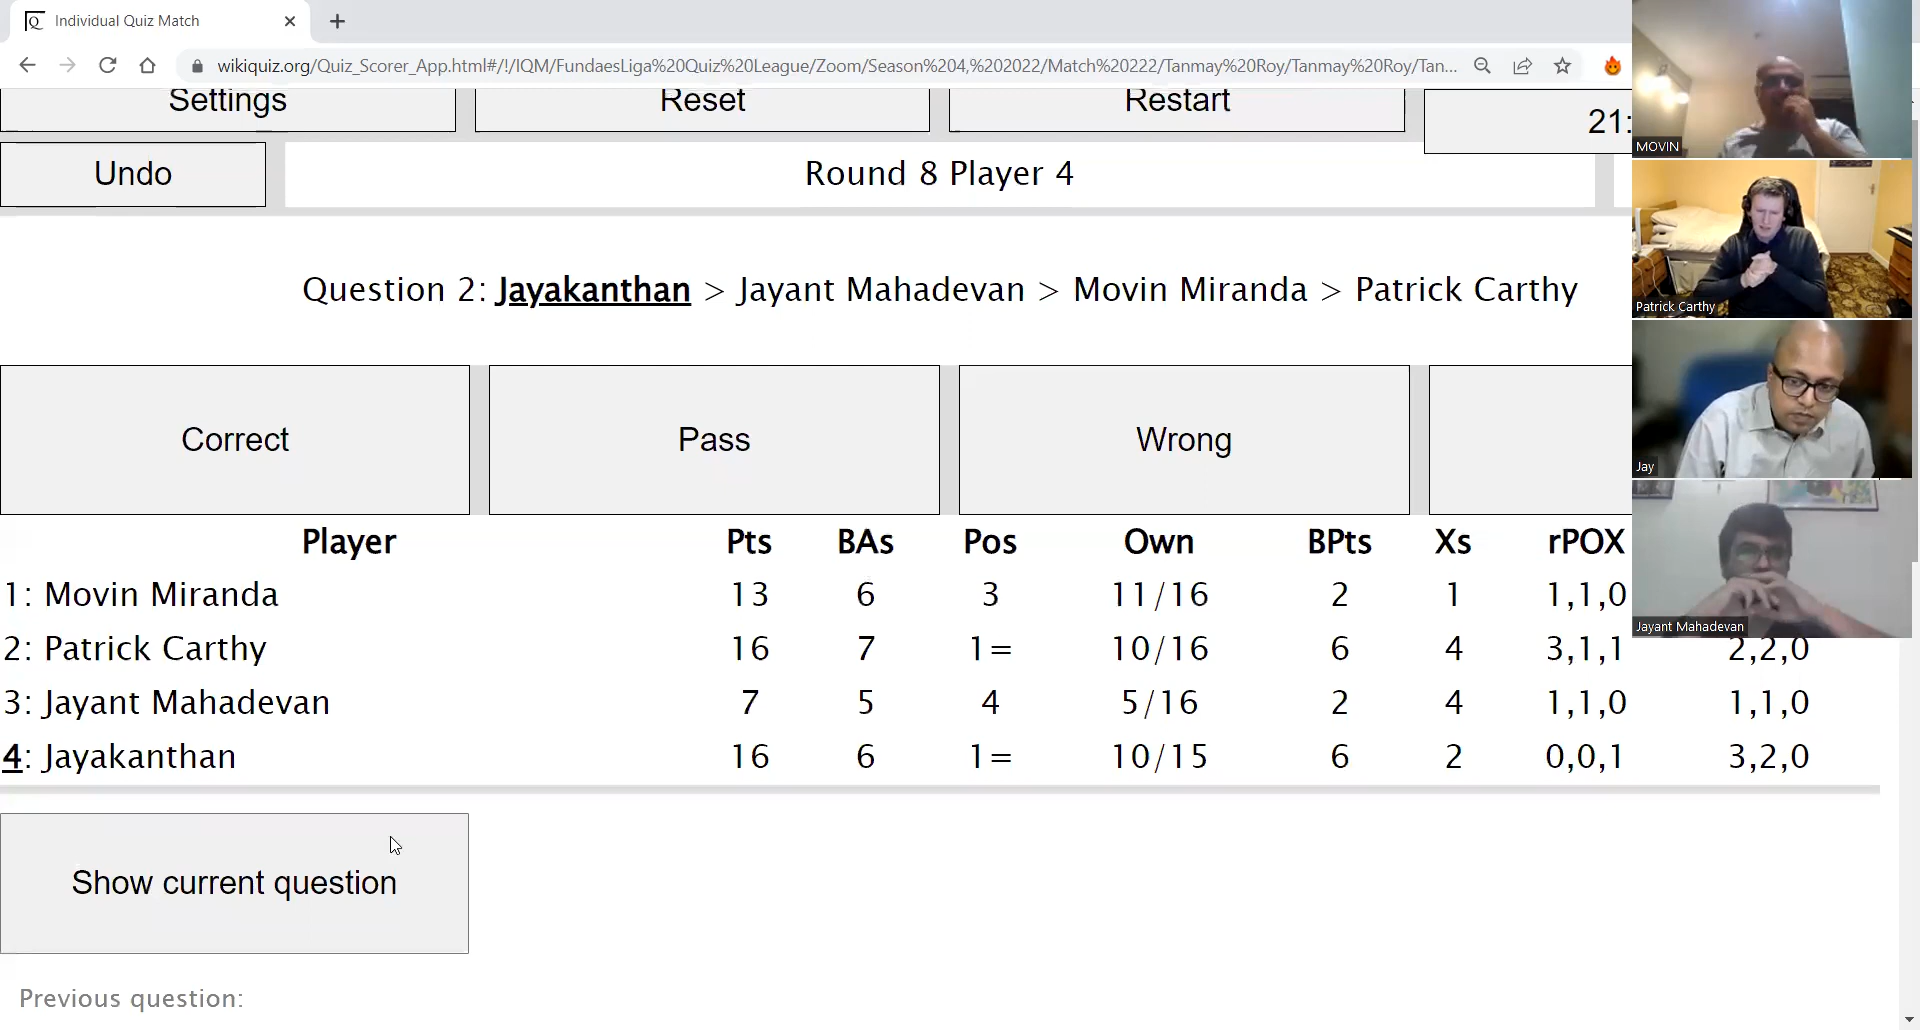 Individual Quiz Match
wikiquiz.org/Quiz_Scorer_App.html#/!/IQM/FundaesLiga%20Quiz%20League/Zoom/Season%204,%202022/Match%20222/Tanmay%20Roy/Tanmay%20Roy/Tan...
Settings Reset Restart 21:
Undo Round 8 Player 4
Question 2: Jayakanthan > Jayant Mahadevan > Movin Miranda > Patrick Carthy
Correct Pass Wrong
Player Pts BAs Pos Own BPts Xs rPOX
1: Movin Miranda 13 6 3 11/16 2 1 1,1,0
2: Patrick Carthy 16 7 1= 10/16 6 4 3,1,1 2,2,0
3: Jayant Mahadevan 7 5 4 5/16 2 4 1,1,0 1,1,0
4: Jayakanthan 16 6 1= 10/15 6 2 0,0,1 3,2,0
Show current question
Previous question:
MOVIN
Patrick Carthy
Jay
Jayant Mahadevan